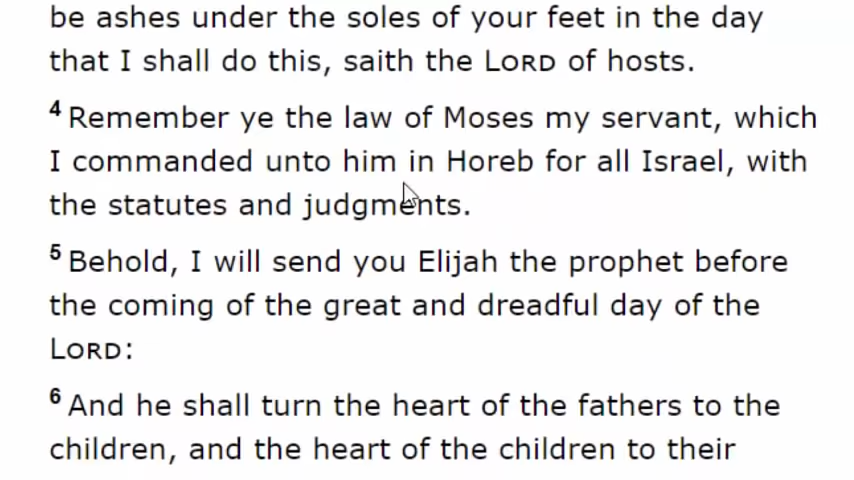 be ashes under the soles of your feet in the day
that I shall do this, saith the LORD of hosts.
4 Remember ye the law of Moses my servant, which
I commanded unto him in Horeb for all Israel, with
the statutes and judgments.
5 Behold, I will send you Elijah the prophet before
the coming of the great and dreadful day of the
LORD:
6 And he shall turn the heart of the fathers to the
children, and the heart of the children to their